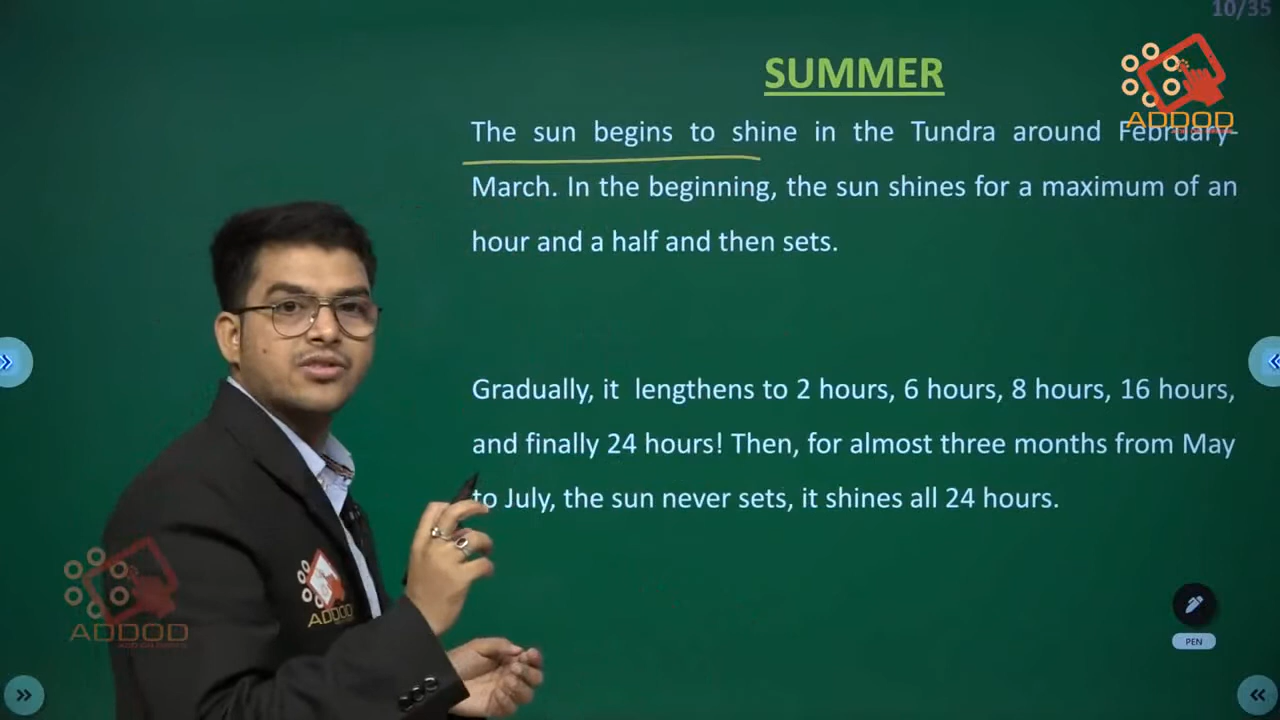 10/35
SUMMER
ADDOD
The sun begins to shine in the Tundra around February-
March. In the beginning, the sun shines for a maximum of an
hour and a half and then sets.
Gradually, it lengthens to 2 hours, 6 hours, 8 hours, 16 hours,
and finally 24 hours! Then, for almost three months from May
to July, the sun never sets, it shines all 24 hours.
ADDOD
ADDOD
PEN